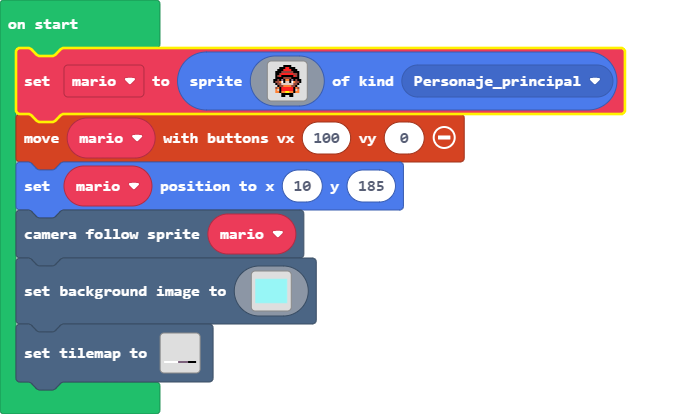 on start
set mario to sprite of kind Personaje_principal
move mario with buttons vx 100 vy 0
set mario position to x 10 y 185
camera follow sprite mario
set background image to
set tilemap to